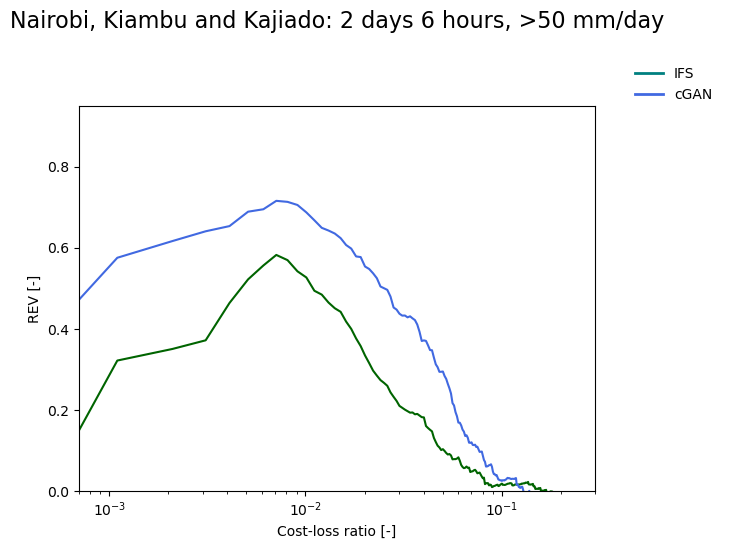 Nairobi, Kiambu and Kajiado: 2 days 6 hours, >50 mm/day
IFS
cGAN
0.8
0.6
0.4
0.2
0.0
REV [-]
10⁻³
10⁻²
10⁻¹
Cost-loss ratio [-]